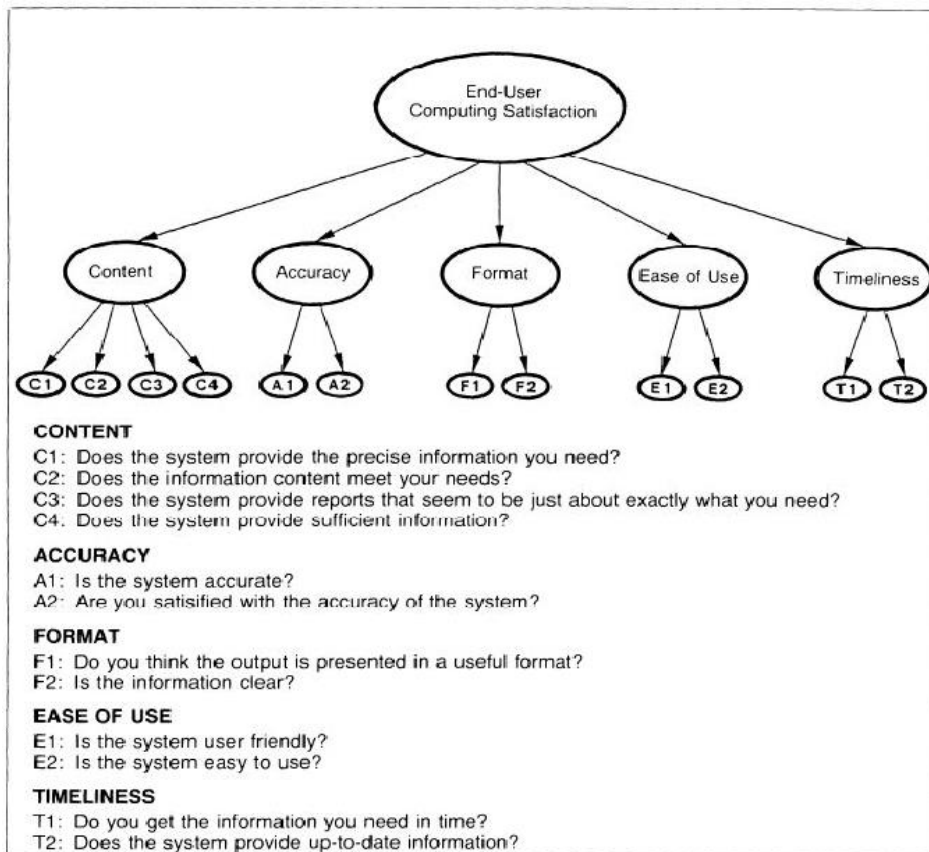 End-User
Computing Satisfaction
Content
Accuracy
Format
Ease of Use
Timeliness
C1
C2
C3
C4
A1
A2
F1
F2
E1
E2
T1
T2
CONTENT
C1: Does the system provide the precise information you need?
C2: Does the information content meet your needs?
C3: Does the system provide reports that seem to be just about exactly what you need?
C4: Does the system provide sufficient information?
ACCURACY
A1: Is the system accurate?
A2: Are you satisified with the accuracy of the system?
FORMAT
F1: Do you think the output is presented in a useful format?
F2: Is the information clear?
EASE OF USE
E1: Is the system user friendly?
E2: Is the system easy to use?
TIMELINESS
T1: Do you get the information you need in time?
T2: Does the system provide up-to-date information?